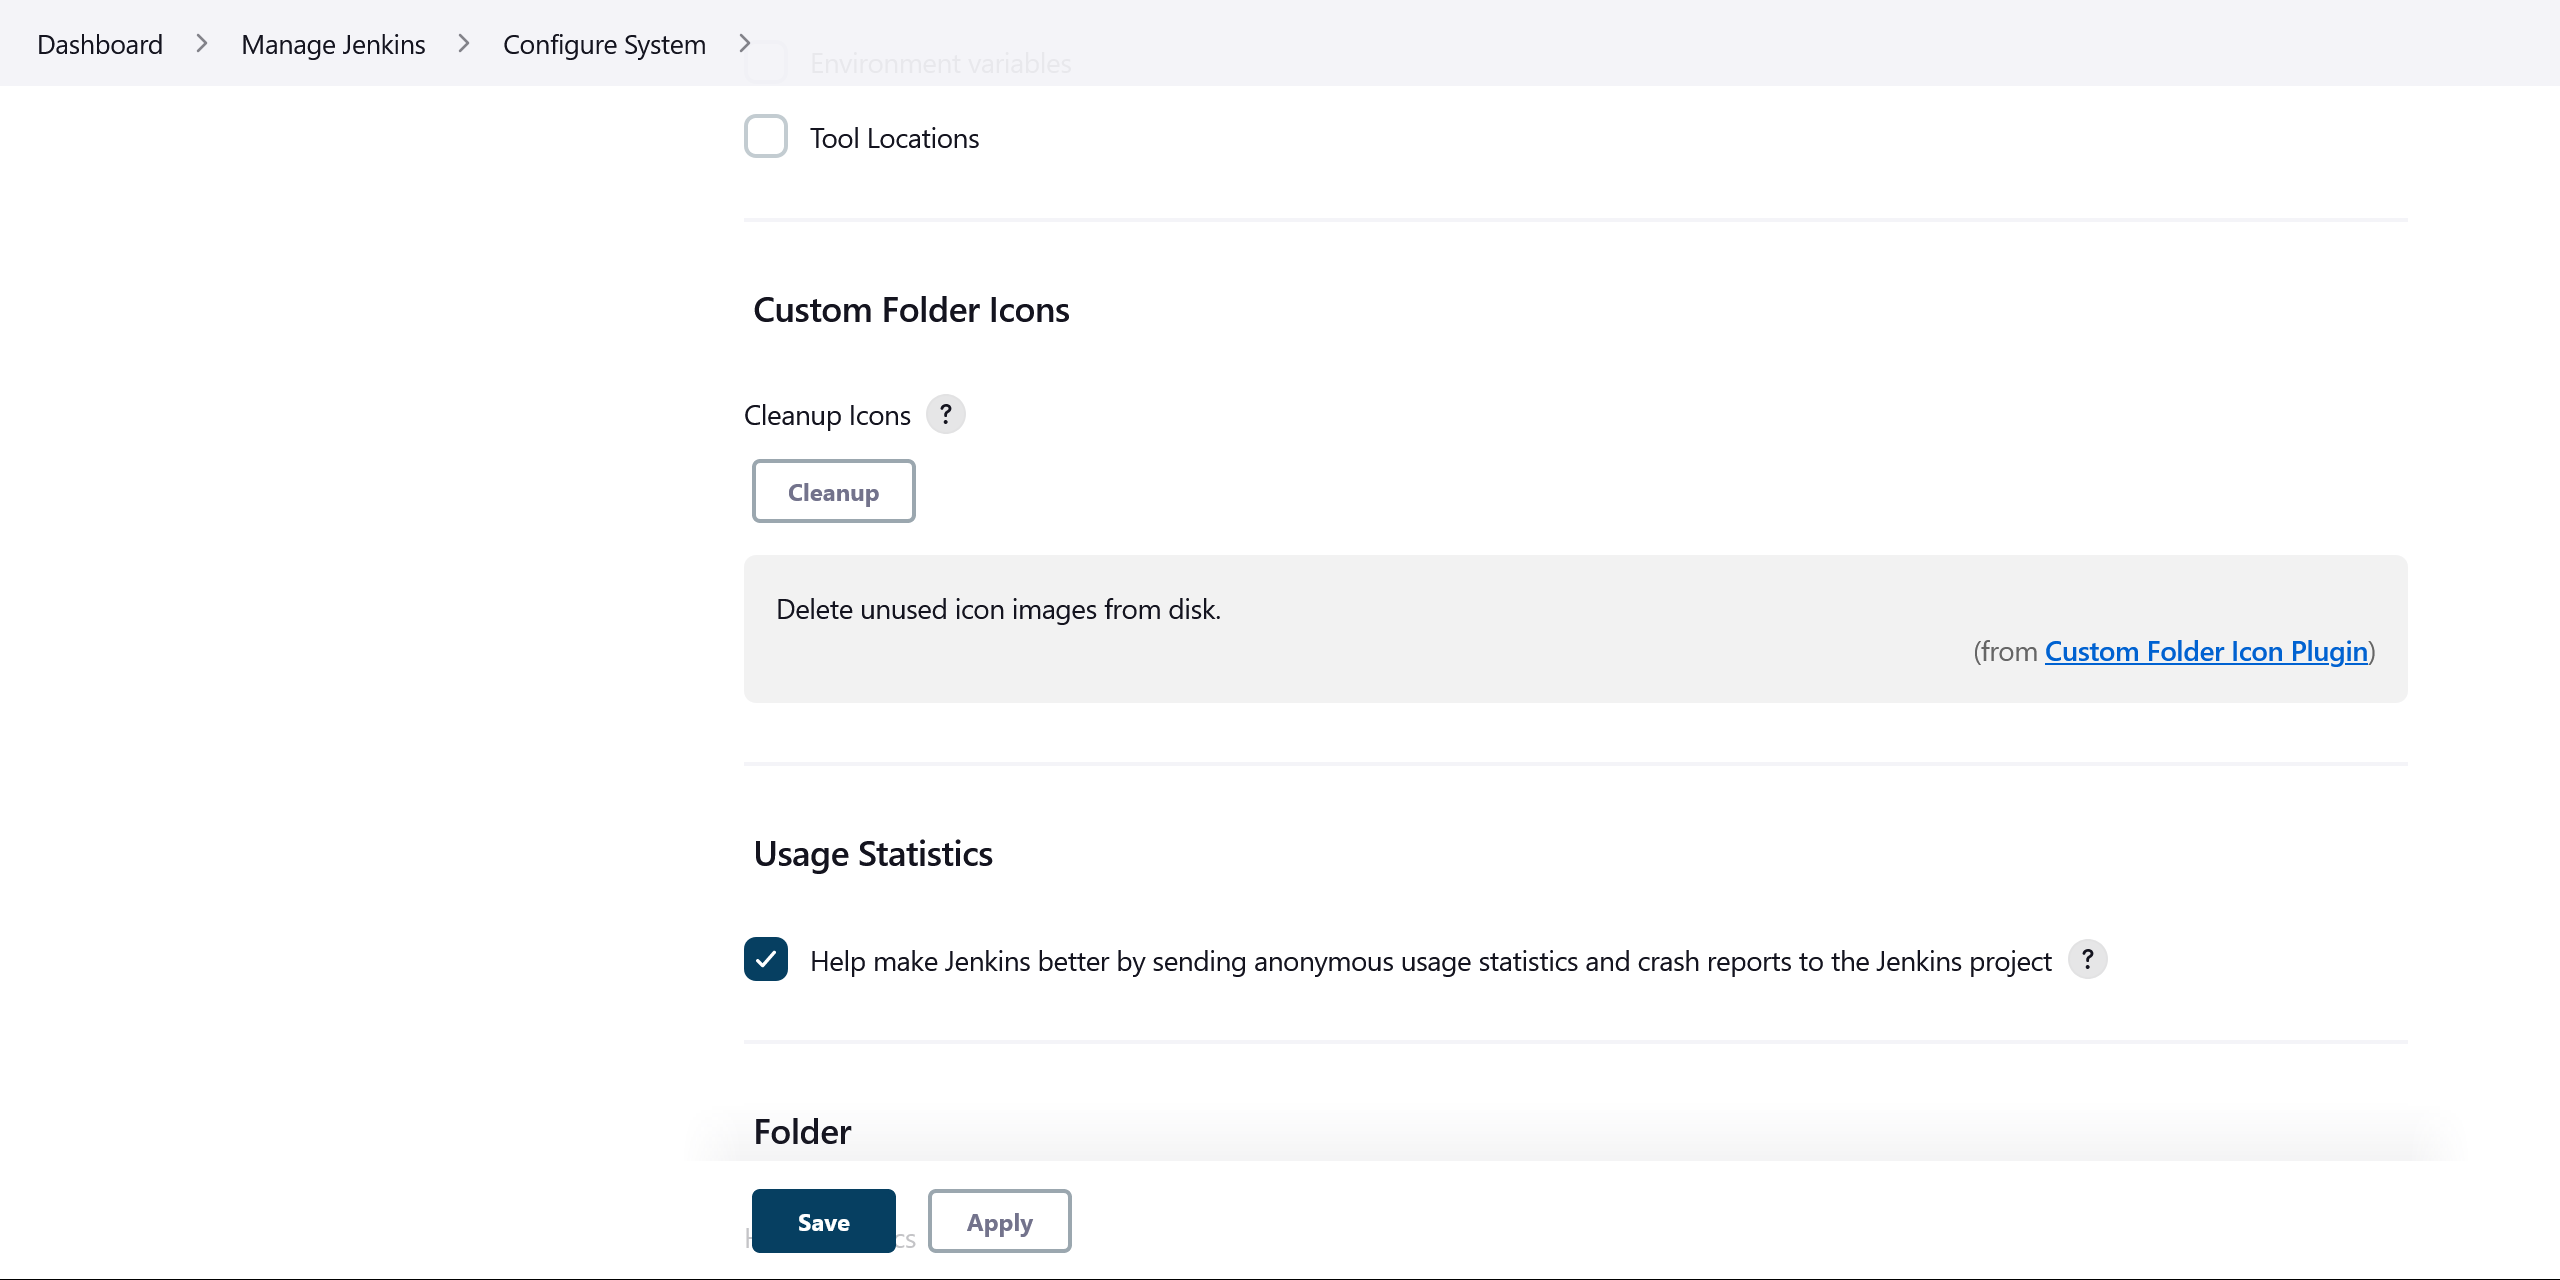 Dashboard > Manage Jenkins > Configure System >
Environment variables
Tool Locations
Custom Folder Icons
Cleanup Icons ?
Cleanup
Delete unused icon images from disk.
(from Custom Folder Icon Plugin)
Usage Statistics
Help make Jenkins better by sending anonymous usage statistics and crash reports to the Jenkins project ?
Folder
Save Apply